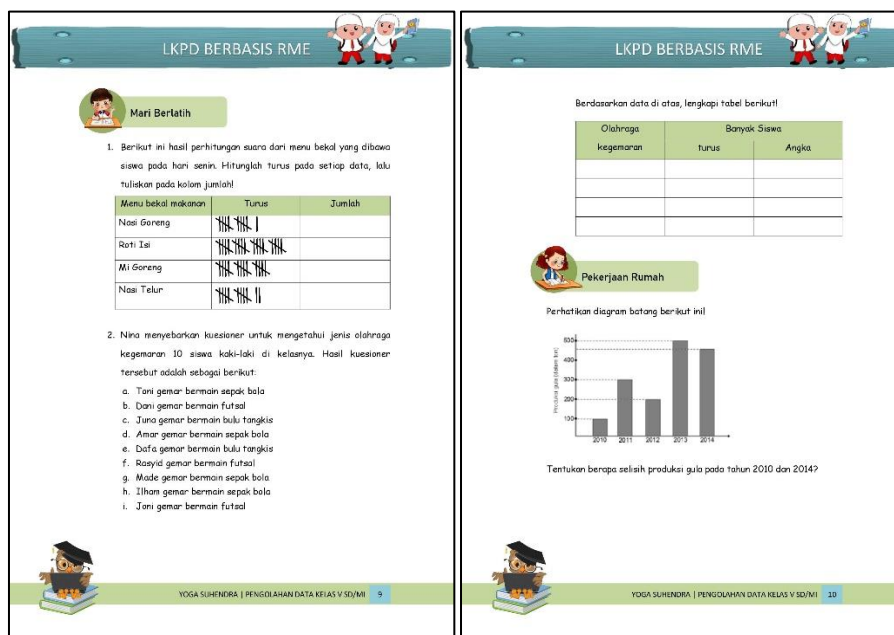 LKPD BERBASIS RME
Mari Berlatih
1. Berikut ini hasil perhitungan suara dari menu bekal yang dibawa
siswa pada hari senin. Hitunglah turus pada setiap data, lalu
tuliskan pada kolom jumlah!
Menu bekal makanan Turus Jumlah
Nasi Goreng
Roti Isi
Mi Goreng
Nasi Telur
2. Nina menyebarkan kuesioner untuk mengetahui jenis olahraga
kegemaran 10 siswa kaki-laki di kelasnya. Hasil kuesioner
tersebut adalah sebagai berikut:
a. Toni gemar bermain sepak bola
b. Dani gemar bermain futsal
c. Juna gemar bermain bulu tangkis
d. Amar gemar bermain sepak bola
e. Dafa gemar bermain bulu tangkis
f. Rasyid gemar bermain futsal
g. Made gemar bermain sepak bola
h. Ilham gemar bermain sepak bola
i. Joni gemar bermain futsal
YOGA SUHENDRA | PENGOLAHAN DATA KELAS V SD/MI 9
LKPD BERBASIS RME
Berdasarkan data di atas, lengkapi tabel berikut!
Olahraga Banyak Siswa
kegemaran turus Angka
Pekerjaan Rumah
Perhatikan diagram batang berikut ini!
Produksi gula (dalam ton)
500
400
300
200
100
2010 2011 2012 2013 2014
Tentukan berapa selisih produksi gula pada tahun 2010 dan 2014?
YOGA SUHENDRA | PENGOLAHAN DATA KELAS V SD/MI 10